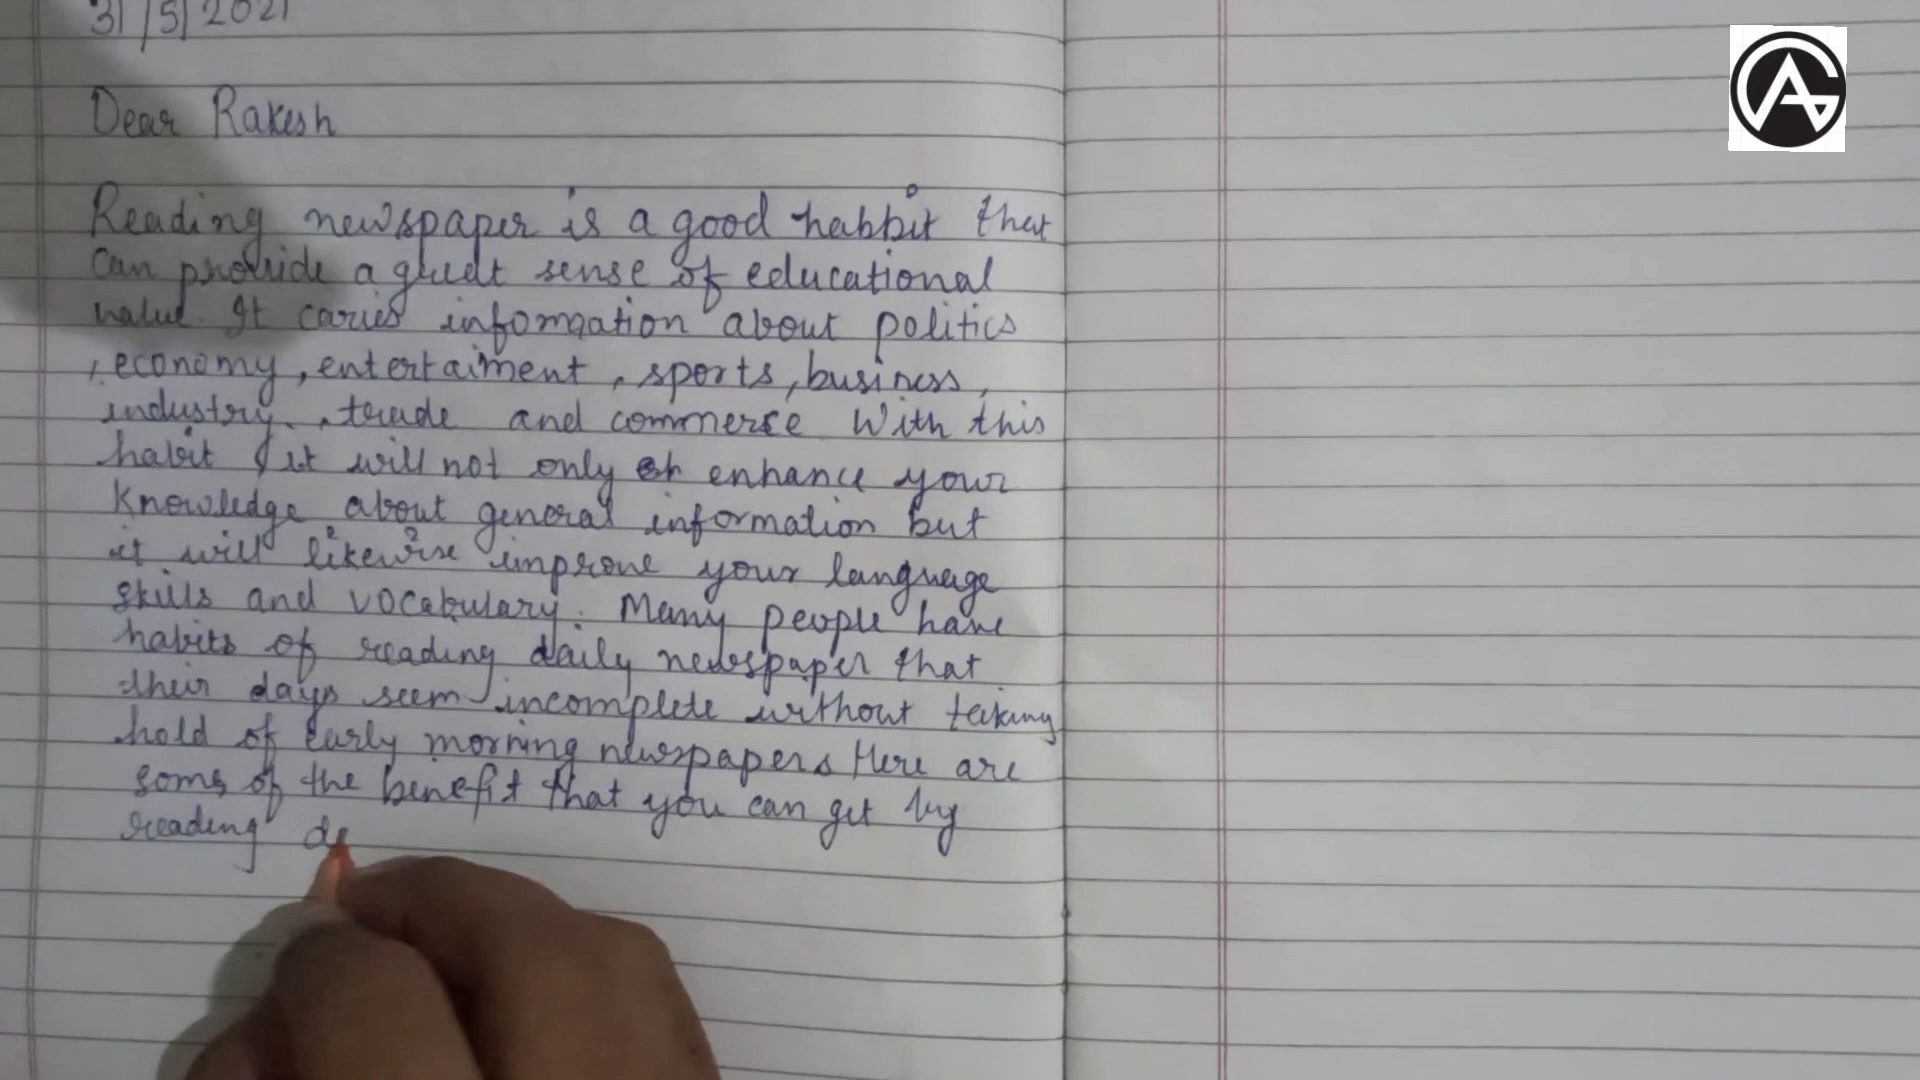 31/5/2021
Dear Rakesh
Reading newspaper is a good habbit that
can provide a great sense of educational
value. It caries infomation about politics
, economy, entertaiment, sports, business,
industry, trade and commerce With this
habit it will not only enhance your
knowledge about general information but
it will likewise improve your language
skills and vocabulary. Many people have
habits of reading daily newspaper that
their days seem incomplete without taking
hold of early morning newspapers Here are
some of the benefit that you can get by
reading